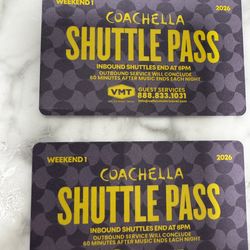 WEEKEND 1 2026
COACHELLA
SHUTTLE PASS
INBOUND SHUTTLES END AT 6PM
OUTBOUND SERVICE WILL CONCLUDE
60 MINUTES AFTER MUSIC ENDS EACH NIGHT
VMT GUEST SERVICES
888.833.1031
WEEKEND 1 2026
COACHELLA
SHUTTLE PASS
INBOUND SHUTTLES END AT 6PM
OUTBOUND SERVICE WILL CONCLUDE
60 MINUTES AFTER MUSIC ENDS EACH NIGHT